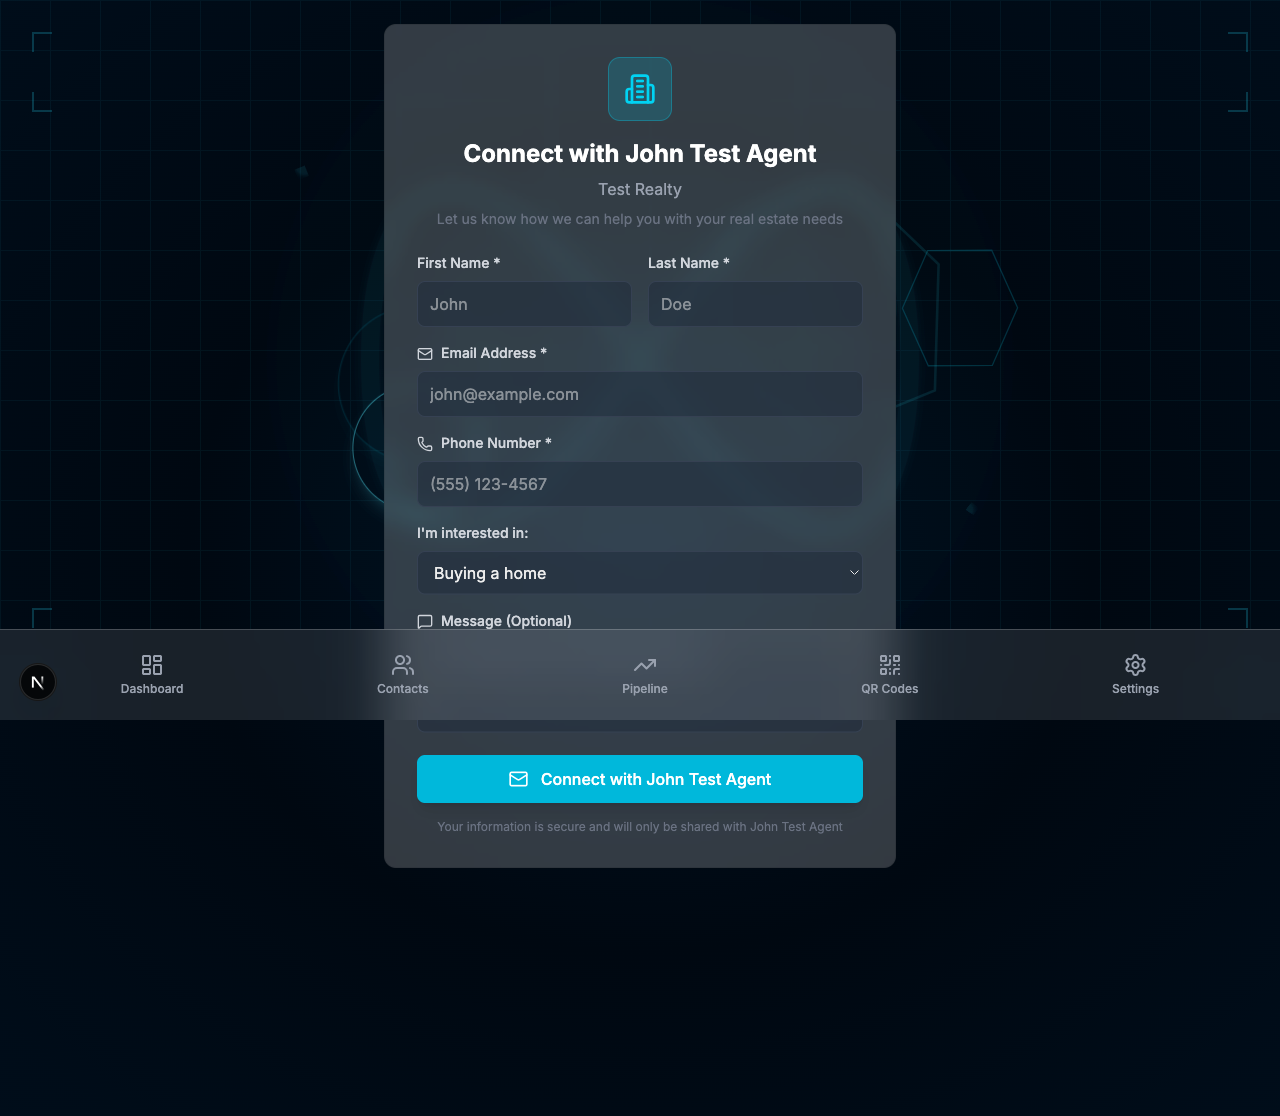 Connect with John Test Agent
Test Realty
Let us know how we can help you with your real estate needs
First Name * Last Name *
John Doe
Email Address *
john@example.com
Phone Number *
(555) 123-4567
I'm interested in:
Buying a home
Message (Optional)
N
Dashboard Contacts Pipeline QR Codes Settings
Connect with John Test Agent
Your information is secure and will only be shared with John Test Agent